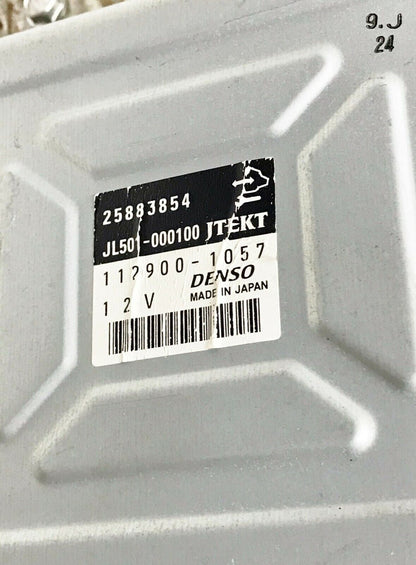 9.J
24
25883854
JL501-000100 JTEKT
112900-1057 DENSO
12V MADE IN JAPAN